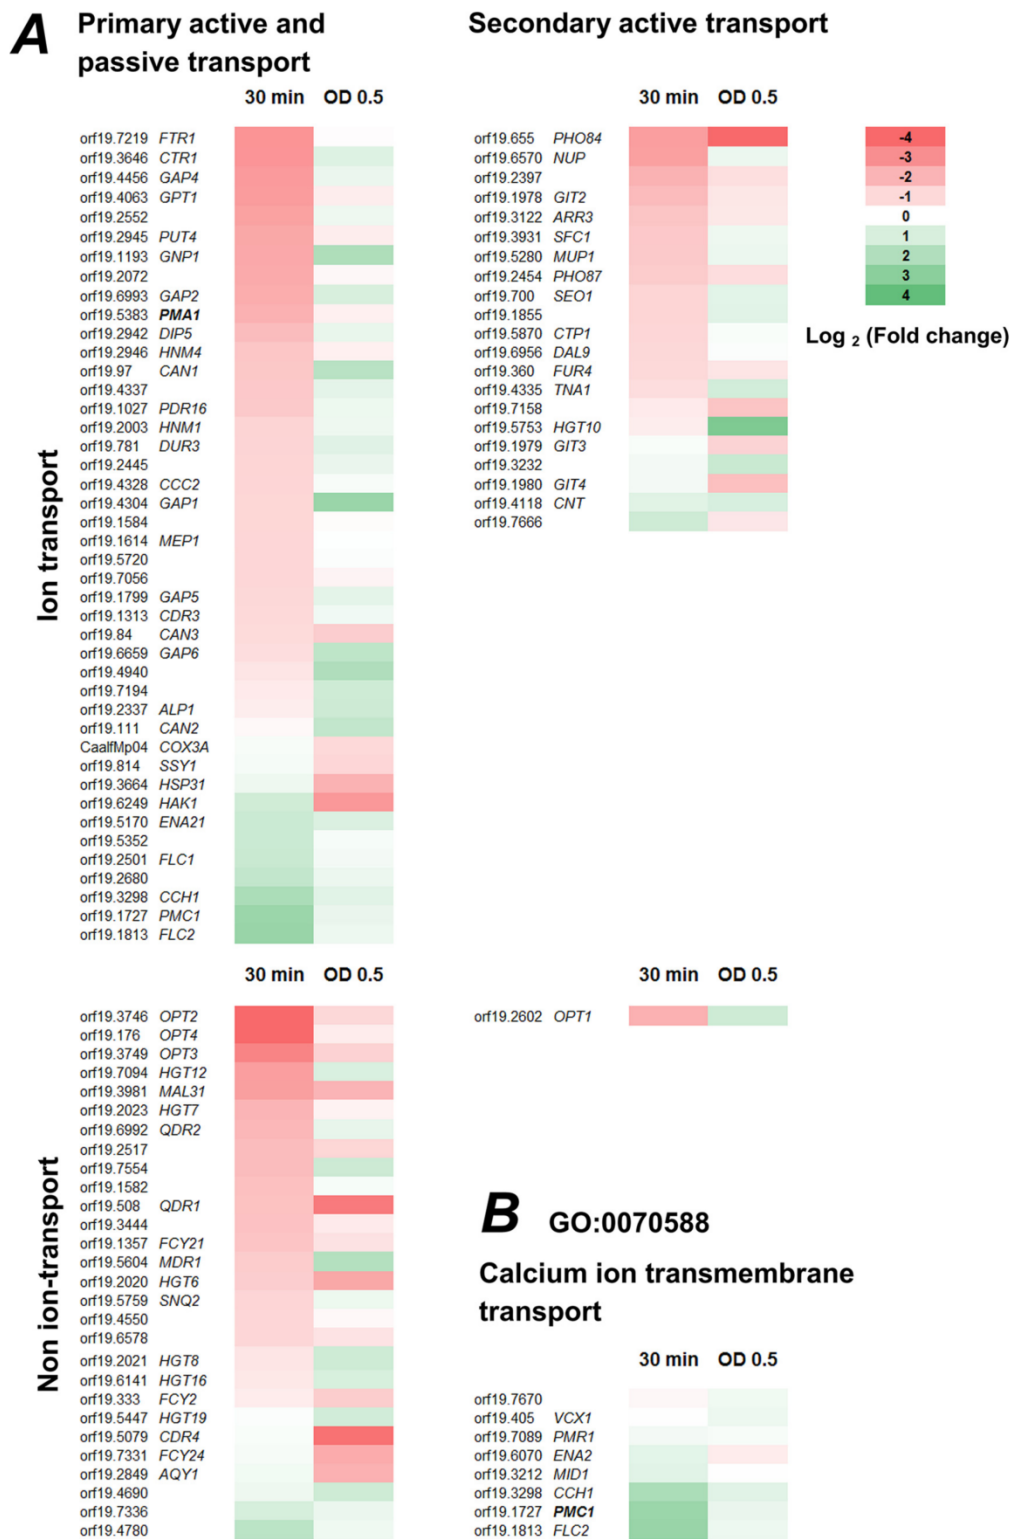 A Primary active and
passive transport
Secondary active transport
30 min OD 0.5
Ion transport
orf19.7219 FTR1
orf19.3646 CTR1
orf19.4456 GAP4
orf19.4063 GPT1
orf19.2552
orf19.2945 PUT4
orf19.1193 GNP1
orf19.2072
orf19.6993 GAP2
orf19.5383 PMA1
orf19.2942 DIP5
orf19.2946 HNM4
orf19.97 CAN1
orf19.4337
orf19.1027 PDR16
orf19.2003 HNM1
orf19.781 DUR3
orf19.2445
orf19.4328 CCC2
orf19.4304 GAP1
orf19.1584
orf19.1614 MEP1
orf19.5720
orf19.7056
orf19.1799 GAP5
orf19.1313 CDR3
orf19.84 CAN3
orf19.6659 GAP6
orf19.4940
orf19.7194
orf19.2337 ALP1
orf19.111 CAN2
CaalfMp04 COX3A
orf19.814 SSY1
orf19.3664 HSP31
orf19.6249 HAK1
orf19.5170 ENA21
orf19.5352
orf19.2501 FLC1
orf19.2680
orf19.3298 CCH1
orf19.1727 PMC1
orf19.1813 FLC2
30 min OD 0.5
orf19.655 PHO84
orf19.6570 NUP
orf19.2397
orf19.1978 GIT2
orf19.3122 ARR3
orf19.3931 SFC1
orf19.5280 MUP1
orf19.2454 PHO87
orf19.700 SEO1
orf19.1855
orf19.5870 CTP1
orf19.6956 DAL9
orf19.360 FUR4
orf19.4335 TNA1
orf19.7158
orf19.5753 HGT10
orf19.1979 GIT3
orf19.3232
orf19.1980 GIT4
orf19.4118 CNT
orf19.7666
-4
-3
-2
-1
0
1
2
3
4
Log 2 (Fold change)
30 min OD 0.5
Non ion-transport
orf19.3746 OPT2
orf19.176 OPT4
orf19.3749 OPT3
orf19.7094 HGT12
orf19.3981 MAL31
orf19.2023 HGT7
orf19.6992 QDR2
orf19.2517
orf19.7554
orf19.1582
orf19.508 QDR1
orf19.3444
orf19.1357 FCY21
orf19.5604 MDR1
orf19.2020 HGT6
orf19.5759 SNQ2
orf19.4550
orf19.6578
orf19.2021 HGT8
orf19.6141 HGT16
orf19.333 FCY2
orf19.5447 HGT19
orf19.5079 CDR4
orf19.7331 FCY24
orf19.2849 AQY1
orf19.4690
orf19.7336
orf19.4780
30 min OD 0.5
orf19.2602 OPT1
B GO:0070588
Calcium ion transmembrane
transport
30 min OD 0.5
orf19.7670
orf19.405 VCX1
orf19.7089 PMR1
orf19.6070 ENA2
orf19.3212 MID1
orf19.3298 CCH1
orf19.1727 PMC1
orf19.1813 FLC2